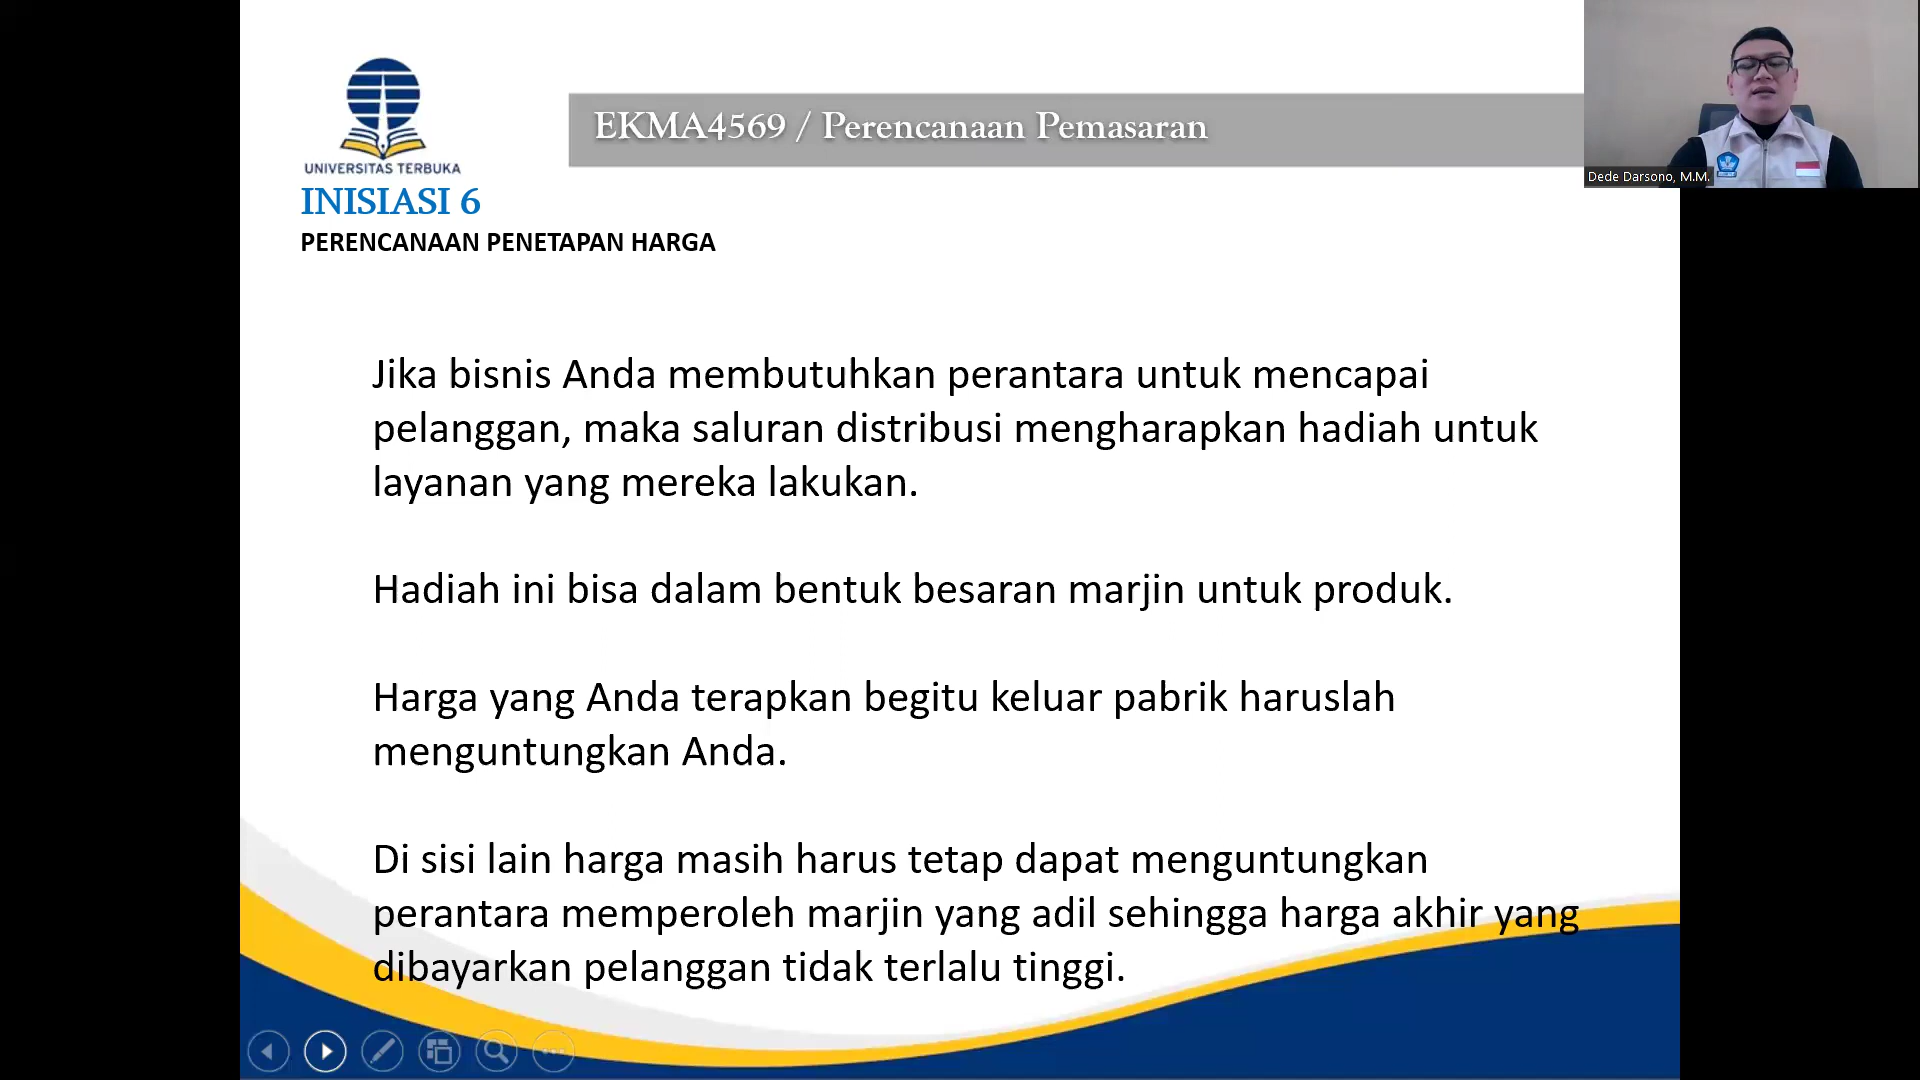 UNIVERSITAS TERBUKA
EKMA4569 / Perencanaan Pemasaran
Dede Darsono, M.M.
INISIASI 6
PERENCANAAN PENETAPAN HARGA
Jika bisnis Anda membutuhkan perantara untuk mencapai
pelanggan, maka saluran distribusi mengharapkan hadiah untuk
layanan yang mereka lakukan.
Hadiah ini bisa dalam bentuk besaran marjin untuk produk.
Harga yang Anda terapkan begitu keluar pabrik haruslah
menguntungkan Anda.
Di sisi lain harga masih harus tetap dapat menguntungkan
perantara memperoleh marjin yang adil sehingga harga akhir yang
dibayarkan pelanggan tidak terlalu tinggi.